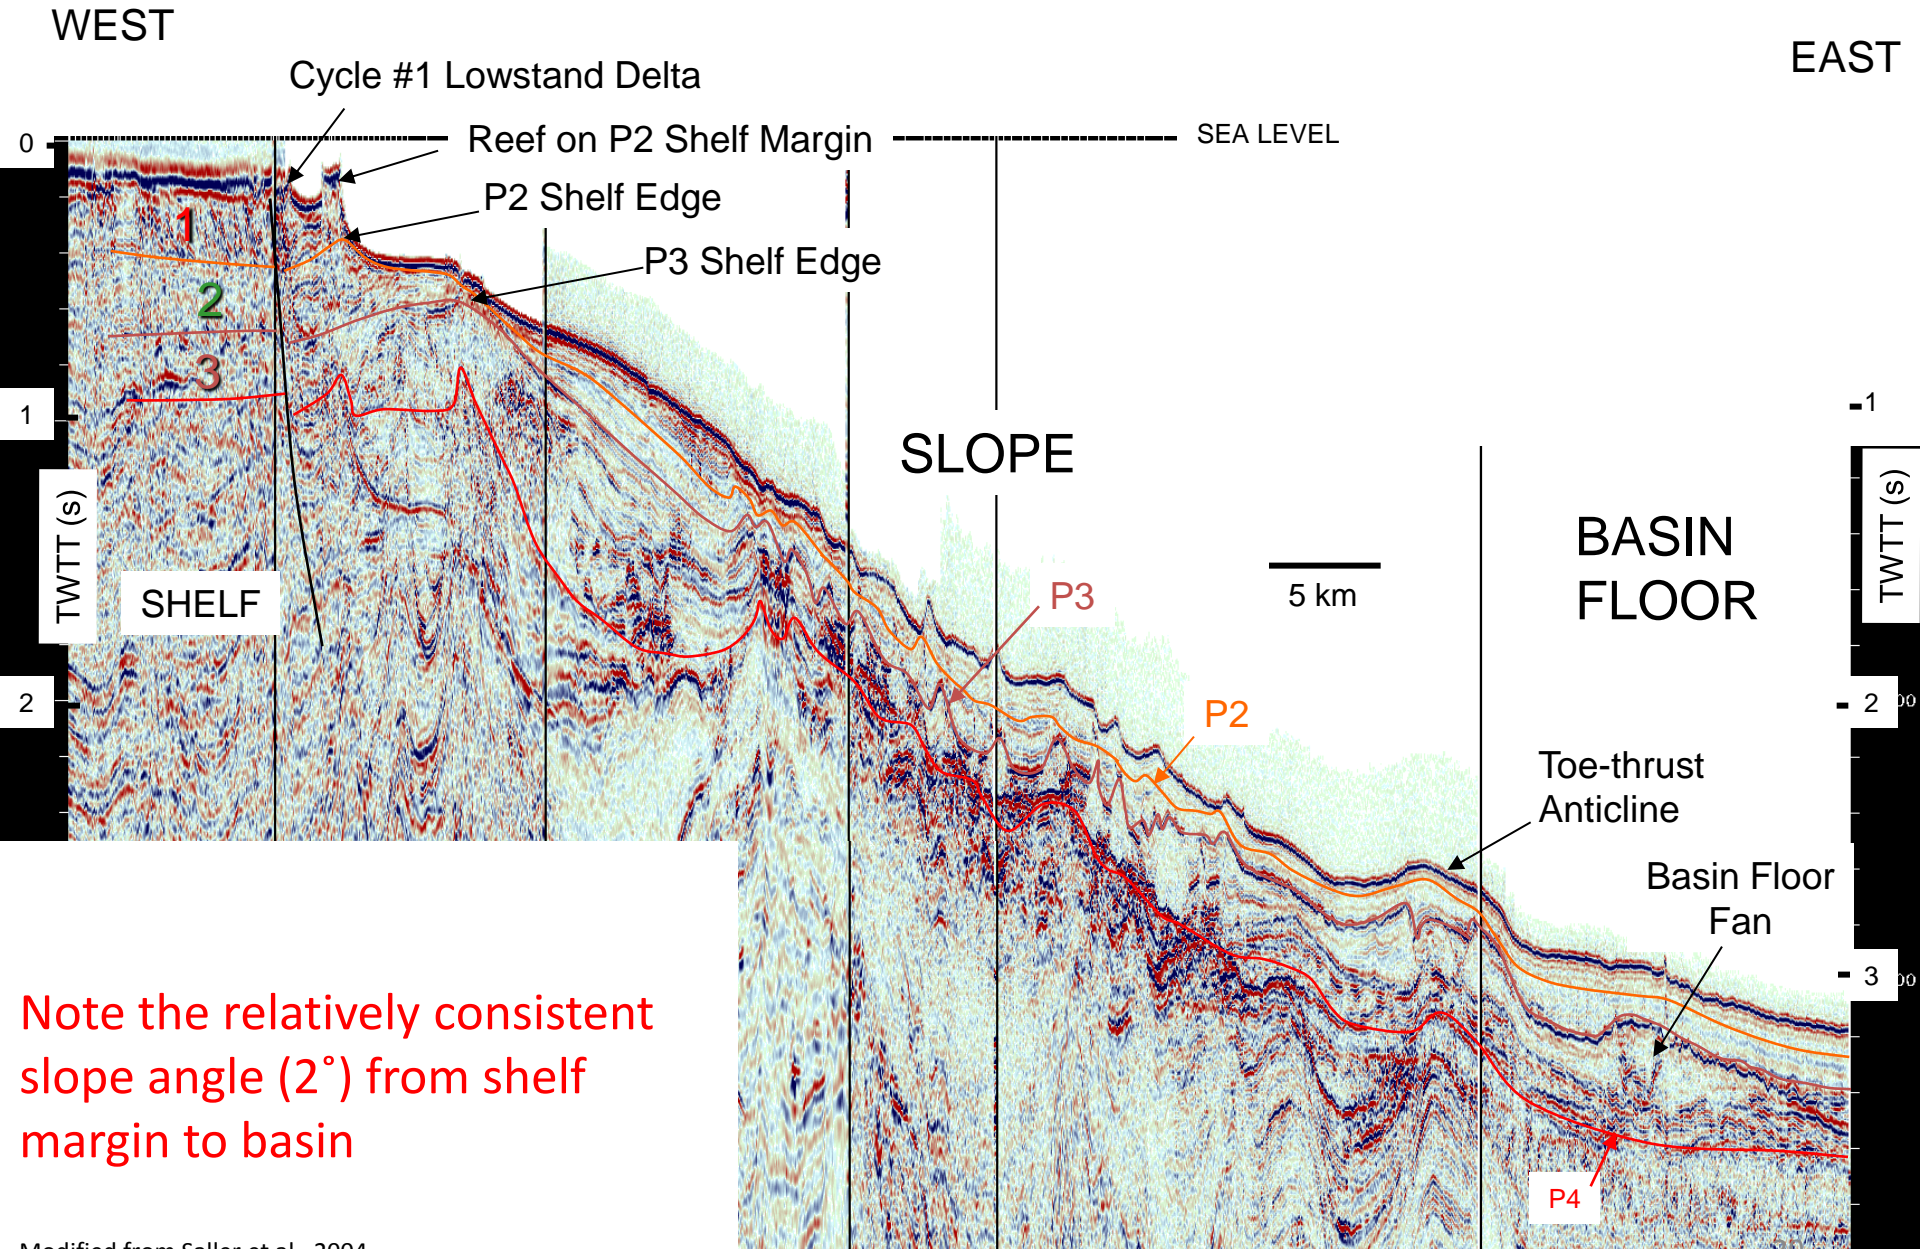 WEST
EAST
Cycle #1 Lowstand Delta
0
Reef on P2 Shelf Margin
SEA LEVEL
P2 Shelf Edge
1
P3 Shelf Edge
2
3
1
1
SLOPE
TWTT (s)
TWTT (s)
BASIN
FLOOR
SHELF
P3
5 km
2
2
00
P2
Toe-thrust
Anticline
Basin Floor
Fan
3
00
Note the relatively consistent
slope angle (2°) from shelf
margin to basin
P4